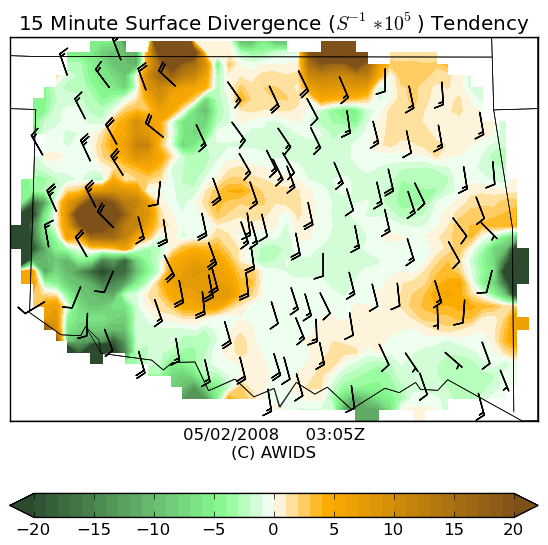 15 Minute Surface Divergence (S⁻¹ *10⁵ ) Tendency
05/02/2008 03:05Z
(C) AWIDS
−20 −15 −10 −5 0 5 10 15 20